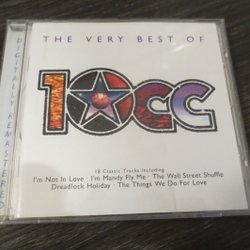 THE VERY BEST OF
10CC
18 Classic Tracks Including
I'm Not In Love · I'm Mandy Fly Me · The Wall Street Shuffle
Dreadlock Holiday · The Things We Do For Love
DIGITALLY REMASTERED